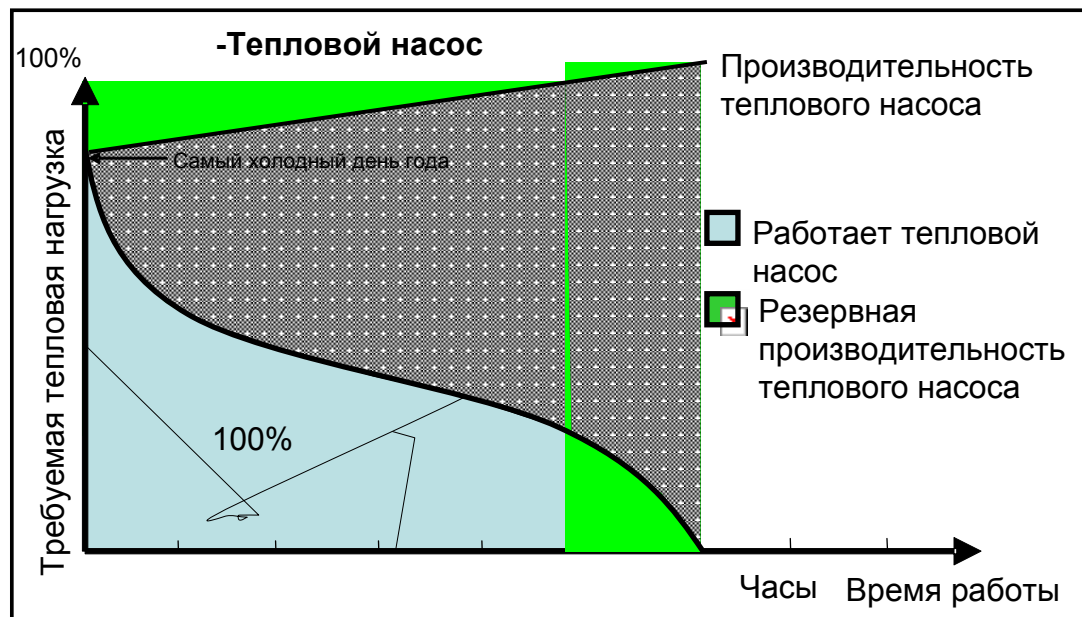 -Тепловой насос
100%
Производительность
теплового насоса
Самый холодный день года
Требуемая тепловая нагрузка
Работает тепловой
насос
Резервная
производительность
теплового насоса
100%
Часы
Время работы